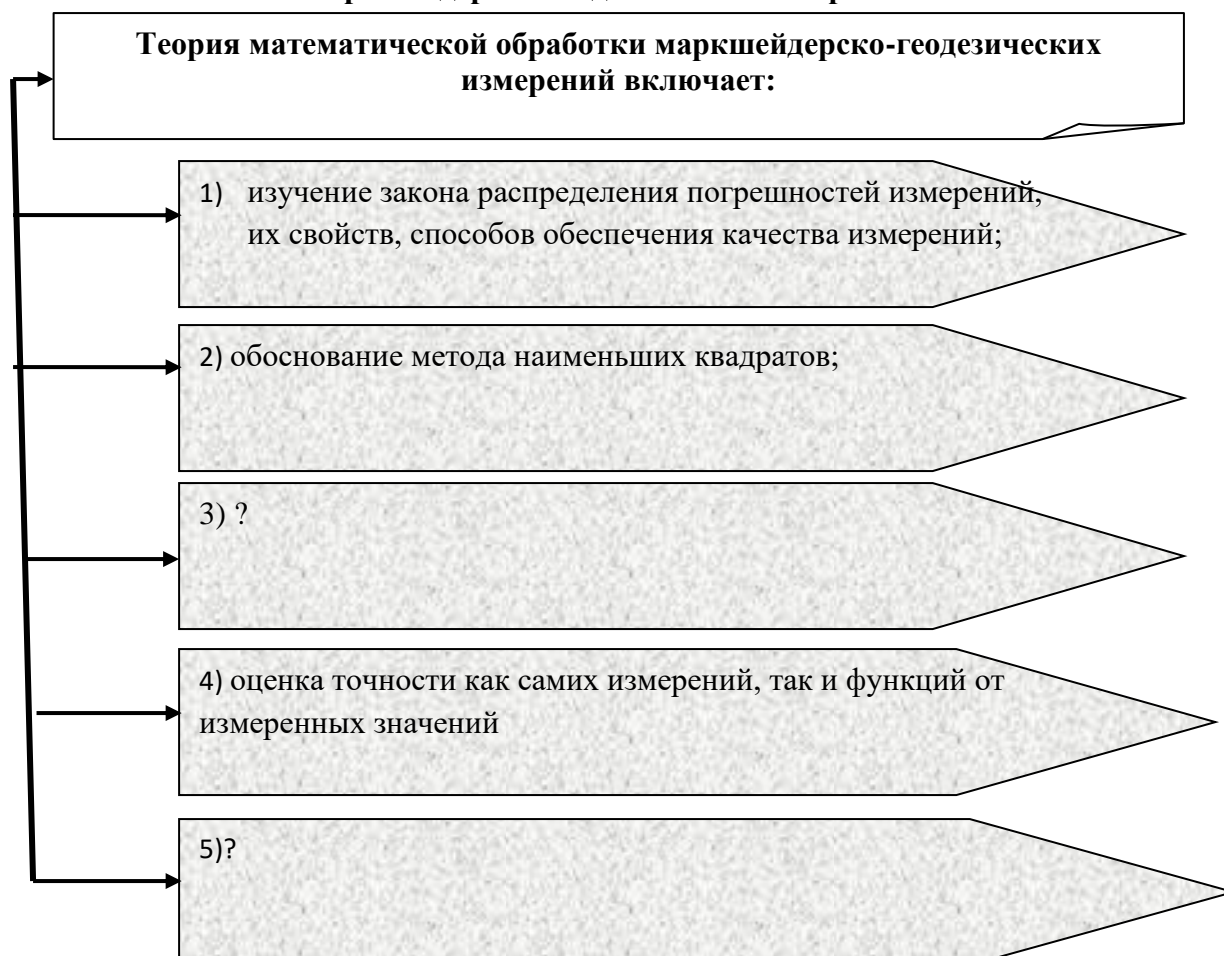 Теория математической обработки маркшейдерско-геодезических
измерений включает:
1) изучение закона распределения погрешностей измерений,
их свойств, способов обеспечения качества измерений;
2) обоснование метода наименьших квадратов;
3) ?
4) оценка точности как самих измерений, так и функций от
измеренных значений
5)?